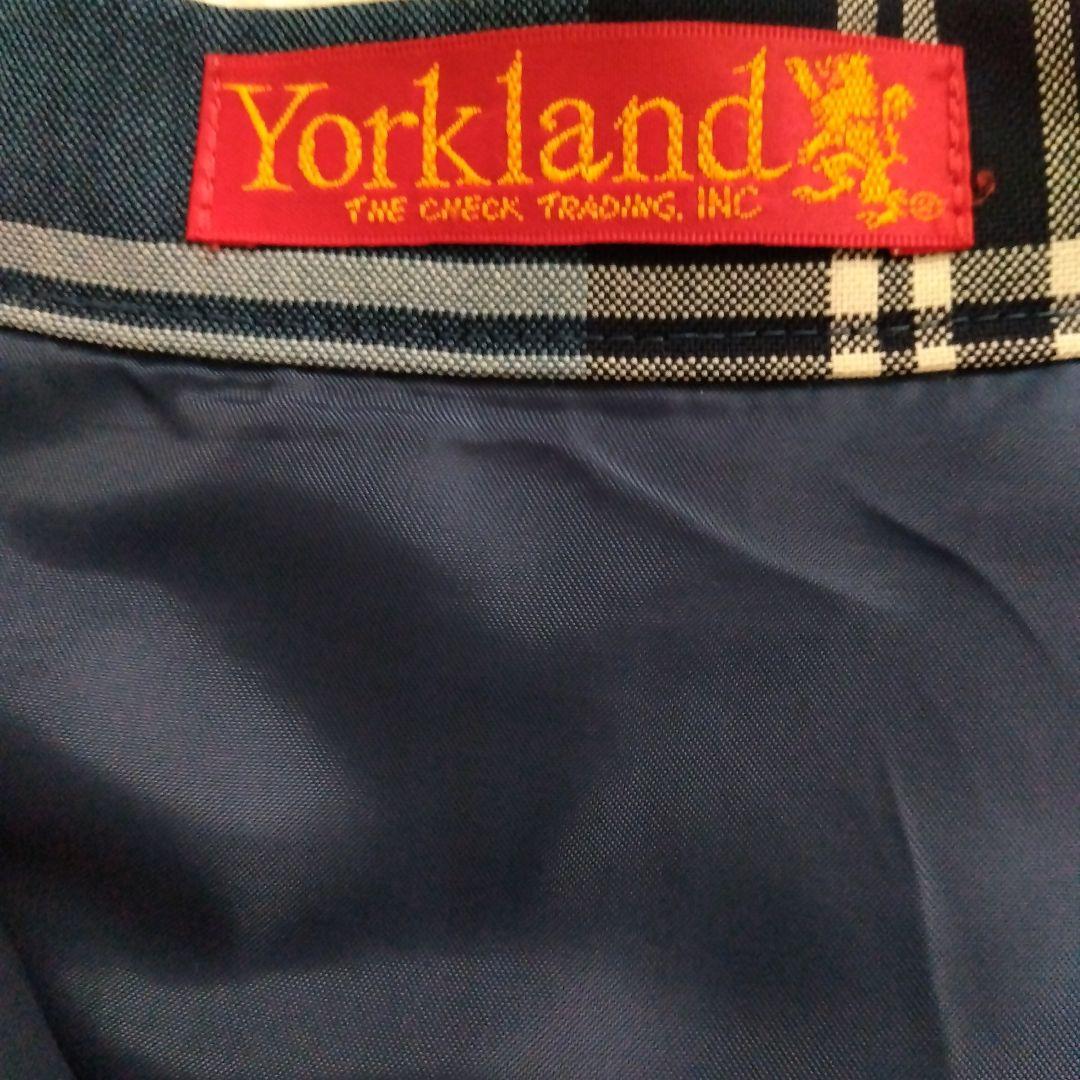 Yorkland
THE CHECK TRADING, INC
®